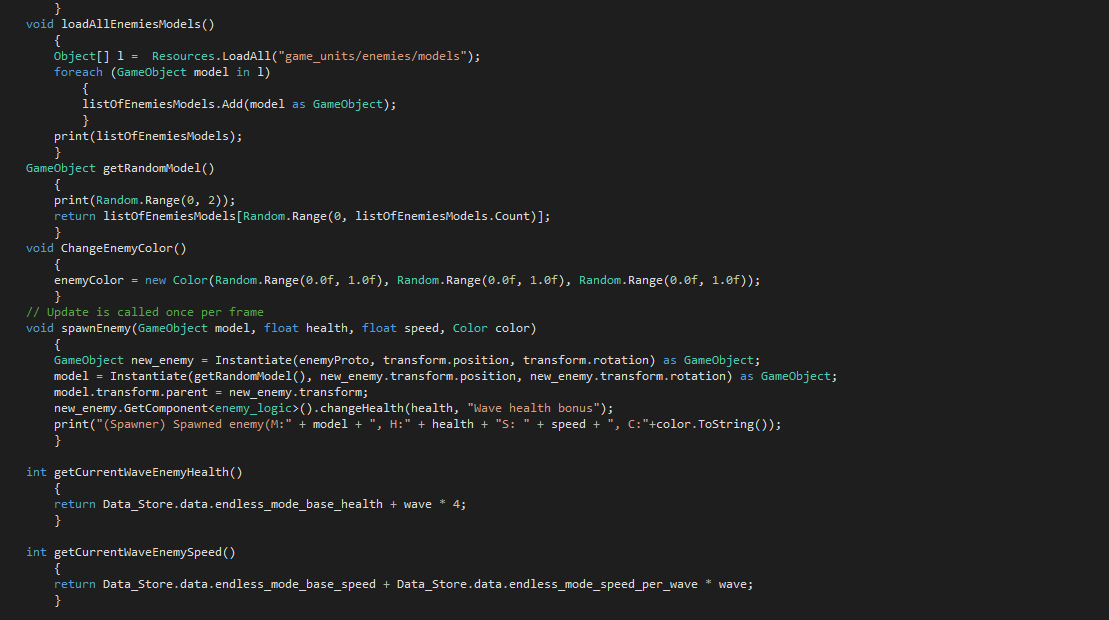 }
void loadAllEnemiesModels()
{
Object[] l =  Resources.LoadAll("game_units/enemies/models");
foreach (GameObject model in l)
{
listOfEnemiesModels.Add(model as GameObject);
}
print(listOfEnemiesModels);
}
GameObject getRandomModel()
{
print(Random.Range(0, 2));
return listOfEnemiesModels[Random.Range(0, listOfEnemiesModels.Count)];
}
void ChangeEnemyColor()
{
enemyColor = new Color(Random.Range(0.0f, 1.0f), Random.Range(0.0f, 1.0f), Random.Range(0.0f, 1.0f));
}
// Update is called once per frame
void spawnEnemy(GameObject model, float health, float speed, Color color)
{
GameObject new_enemy = Instantiate(enemyProto, transform.position, transform.rotation) as GameObject;
model = Instantiate(getRandomModel(), new_enemy.transform.position, new_enemy.transform.rotation) as GameObject;
model.transform.parent = new_enemy.transform;
new_enemy.GetComponent<enemy_logic>().changeHealth(health, "Wave health bonus");
print("(Spawner) Spawned enemy(M:" + model + ", H:" + health + "S: " + speed + ", C:"+color.ToString());
}
int getCurrentWaveEnemyHealth()
{
return Data_Store.data.endless_mode_base_health + wave * 4;
}
int getCurrentWaveEnemySpeed()
{
return Data_Store.data.endless_mode_base_speed + Data_Store.data.endless_mode_speed_per_wave * wave;
}